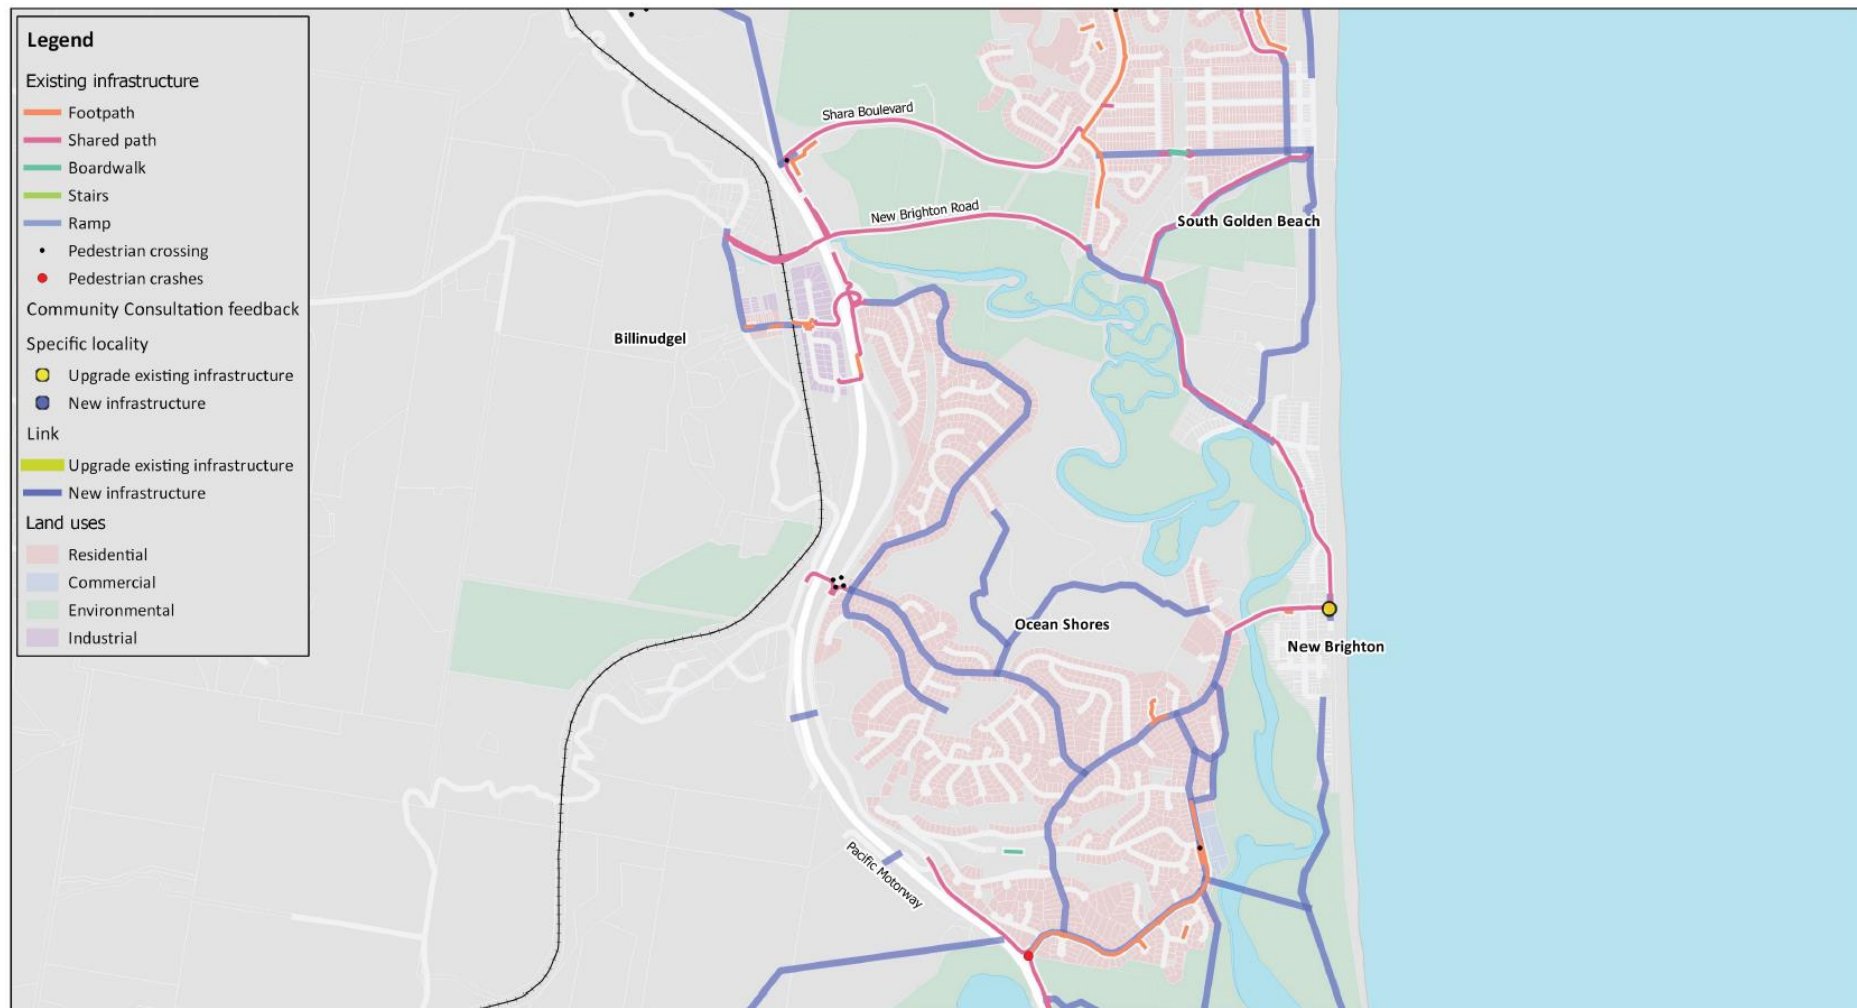 Legend
Existing infrastructure
Footpath
Shared path
Boardwalk
Stairs
Ramp
Pedestrian crossing
Pedestrian crashes
Community Consultation feedback
Specific locality
Upgrade existing infrastructure
New infrastructure
Link
Upgrade existing infrastructure
New infrastructure
Land uses
Residential
Commercial
Environmental
Industrial
Shara Boulevard
New Brighton Road
South Golden Beach
Billinudgel
Ocean Shores
New Brighton
Pacific Motorway